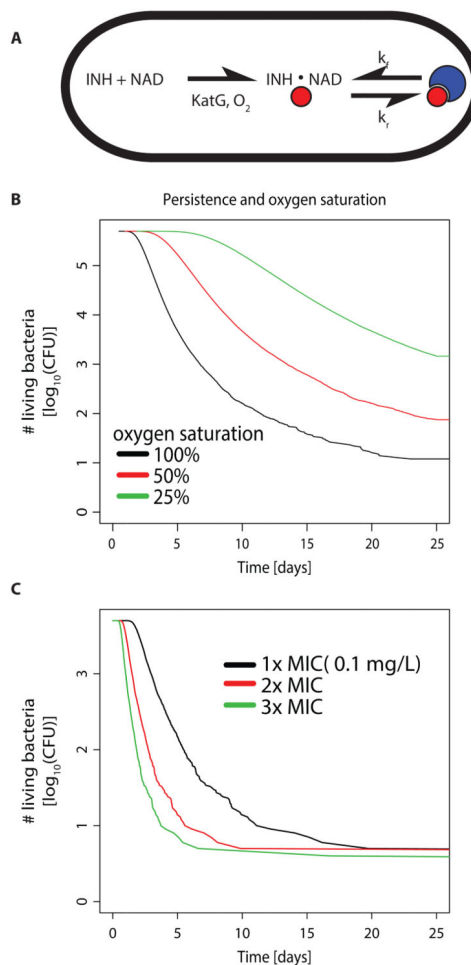 A
INH + NAD
KatG, O₂
INH • NAD
kf
kr
B
Persistence and oxygen saturation
# living bacteria
[log₁₀(CFU)]
5
4
3
2
1
0
oxygen saturation
100%
50%
25%
0 5 10 15 20 25
Time [days]
C
# living bacteria
[log₁₀(CFU)]
3
2
1
0
1x MIC( 0.1 mg/L)
2x MIC
3x MIC
0 5 10 15 20 25
Time [days]